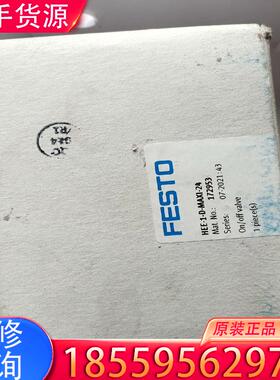 手货源
FESTO
HEE-1-D-MAXI-24
Mat. No.: 172953
Series: 07-2021:43
On/off valve
1 piece(s)
修
询
原装正品
18559562977